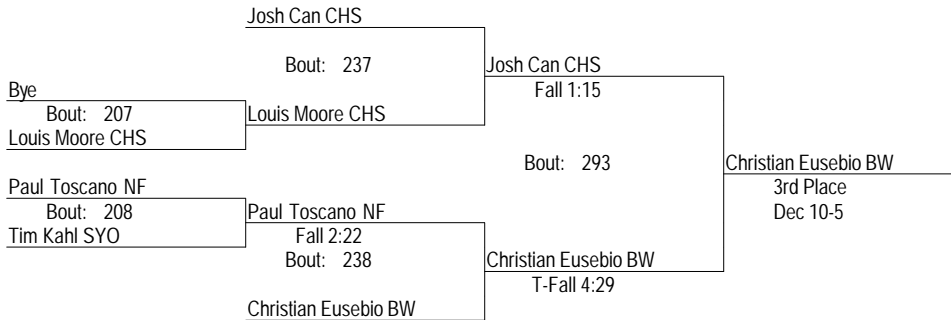 Josh Can CHS
Bout: 237
Josh Can CHS
Fall 1:15
Bye
Bout: 207
Louis Moore CHS
Louis Moore CHS
Bout: 293
Christian Eusebio BW
3rd Place
Dec 10-5
Paul Toscano NF
Bout: 208
Tim Kahl SYO
Paul Toscano NF
Fall 2:22
Bout: 238
Christian Eusebio BW
T-Fall 4:29
Christian Eusebio BW